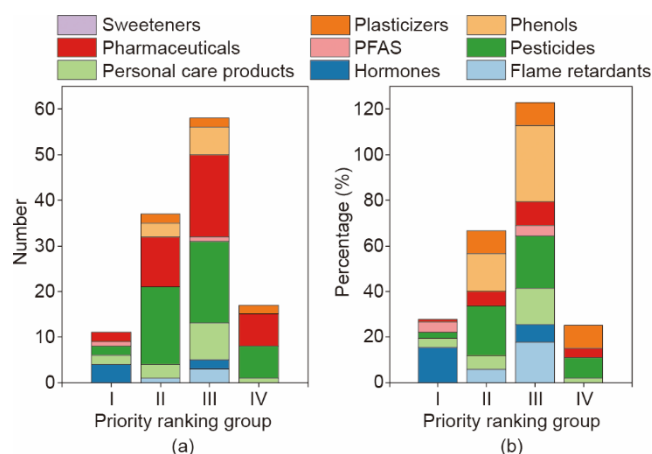 Sweeteners
Plasticizers
Phenols
Pharmaceuticals
PFAS
Pesticides
Personal care products
Hormones
Flame retardants
60
50
40
30
20
10
0
Number
I II III IV
Priority ranking group
(a)
120
100
80
60
40
20
0
Percentage (%)
I II III IV
Priority ranking group
(b)